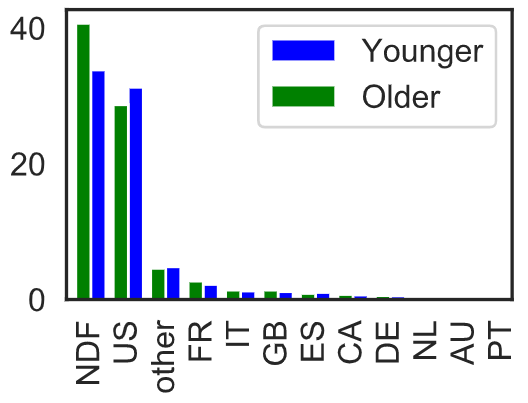 40
20
0
Younger
Older
NDF
US
other
FR
IT
GB
ES
CA
DE
NL
AU
PT